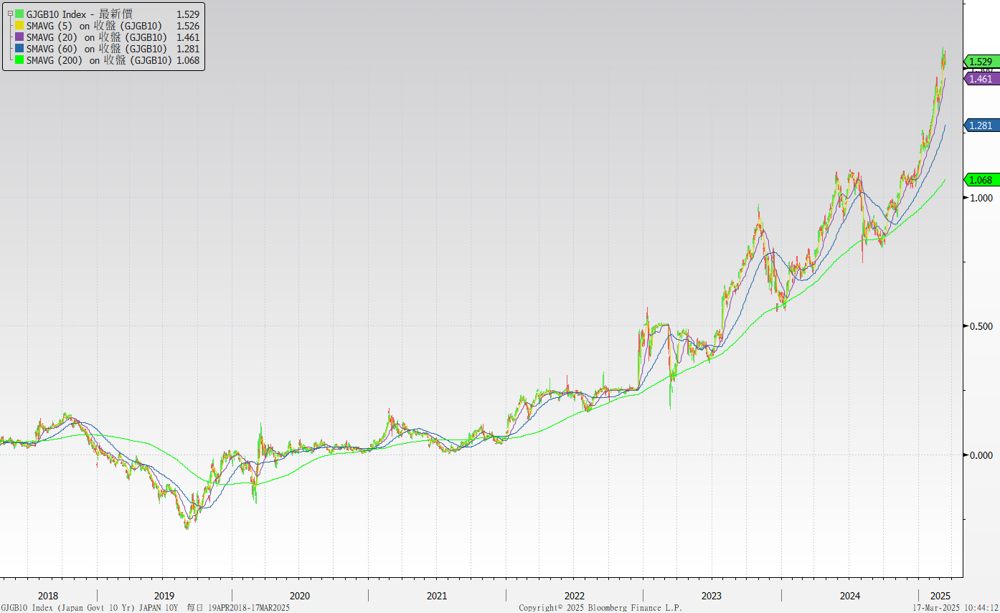 GJGB10 Index - 最新價 1.529
SMAVG (5) on 收盤 (GJGB10) 1.526
SMAVG (20) on 收盤 (GJGB10) 1.461
SMAVG (60) on 收盤 (GJGB10) 1.281
SMAVG (200) on 收盤 (GJGB10) 1.068
1.529
1.461
1.281
1.068
1.000
0.500
0.000
2018 2019 2020 2021 2022 2023 2024 2025
GJGB10 Index (Japan Govt 10 Yr) JAPAN 10Y 每日 19APR2018-17MAR2025 Copyright© 2025 Bloomberg Finance L.P. 17-Mar-2025 10:44:12